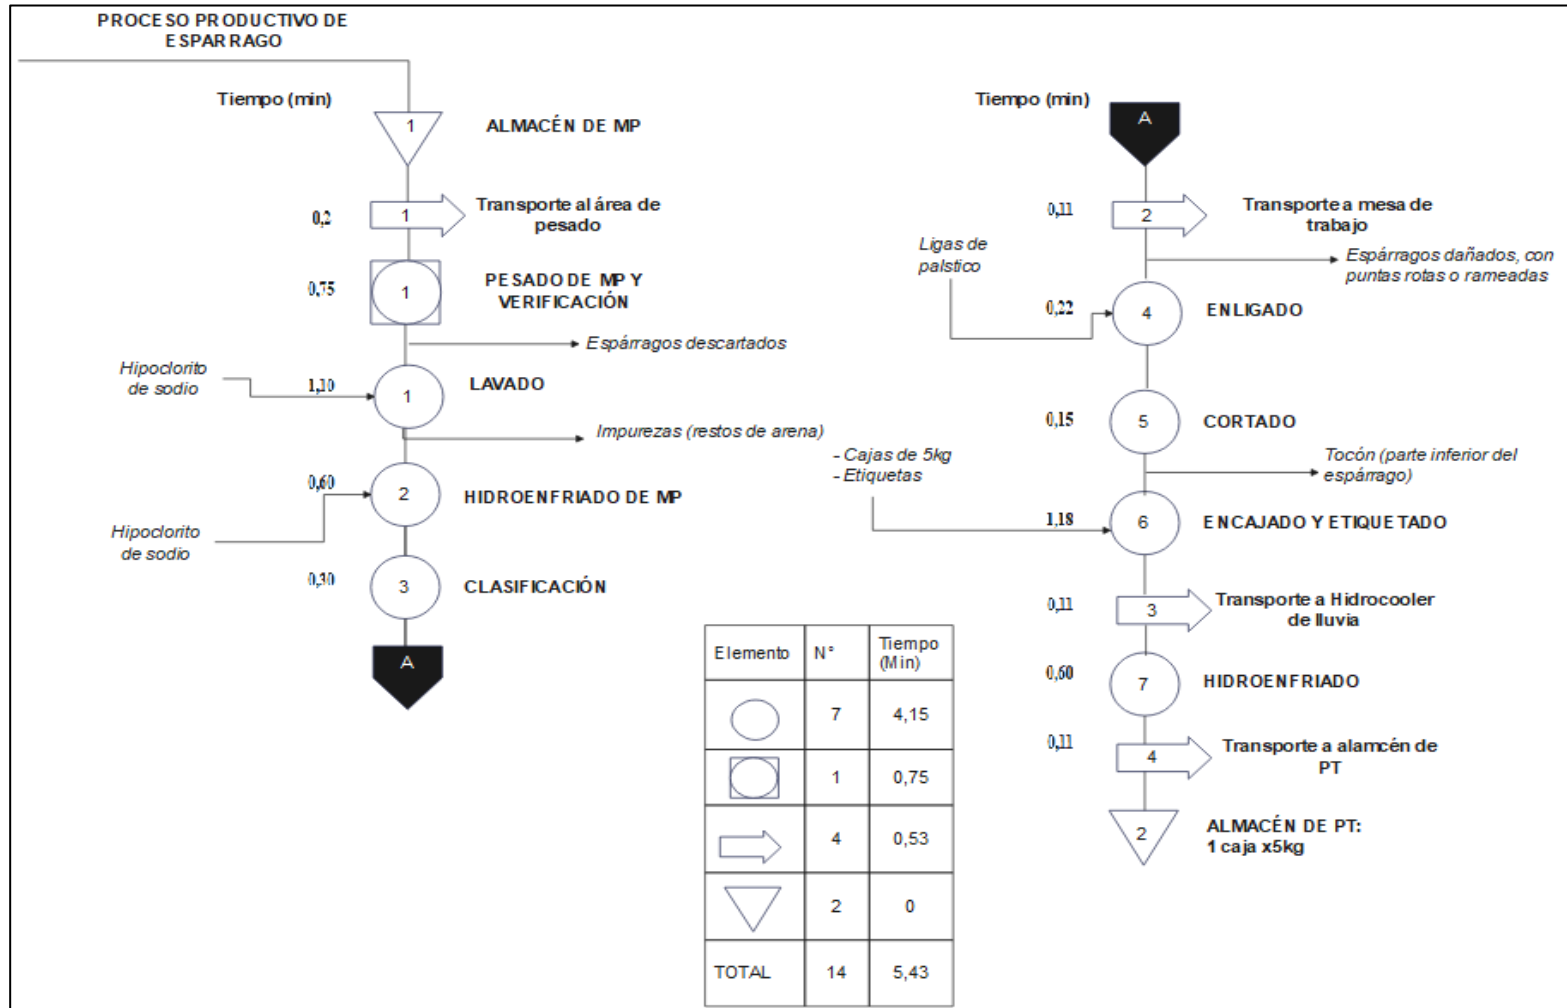 PROCESO PRODUCTIVO DE
ESPARRAGO
Tiempo (min)
1
ALMACÉN DE MP
0,2
1
Transporte al área de
pesado
0,75
1
PESADO DE MP Y
VERIFICACIÓN
Espárragos descartados
Hipoclorito
de sodio
1,10
1
LAVADO
Impurezas (restos de arena)
0,60
2
HIDROENFRIADO DE MP
Hipoclorito
de sodio
0,30
3
CLASIFICACIÓN
A
Tiempo (min)
A
0,11
2
Transporte a mesa de
trabajo
Ligas de
palstico
Espárragos dañados, con
puntas rotas o rameadas
0,22
4
ENLIGADO
0,15
5
CORTADO
Tocón (parte inferior del
espárrago)
- Cajas de 5kg
- Etiquetas
1,18
6
ENCAJADO Y ETIQUETADO
0,11
3
Transporte a Hidrocooler
de lluvia
0,60
7
HIDROENFRIADO
0,11
4
Transporte a alamcén de
PT
2
ALMACÉN DE PT:
1 caja x5kg
Elemento N° Tiempo
(Min)
7 4,15
1 0,75
4 0,53
2 0
TOTAL 14 5,43